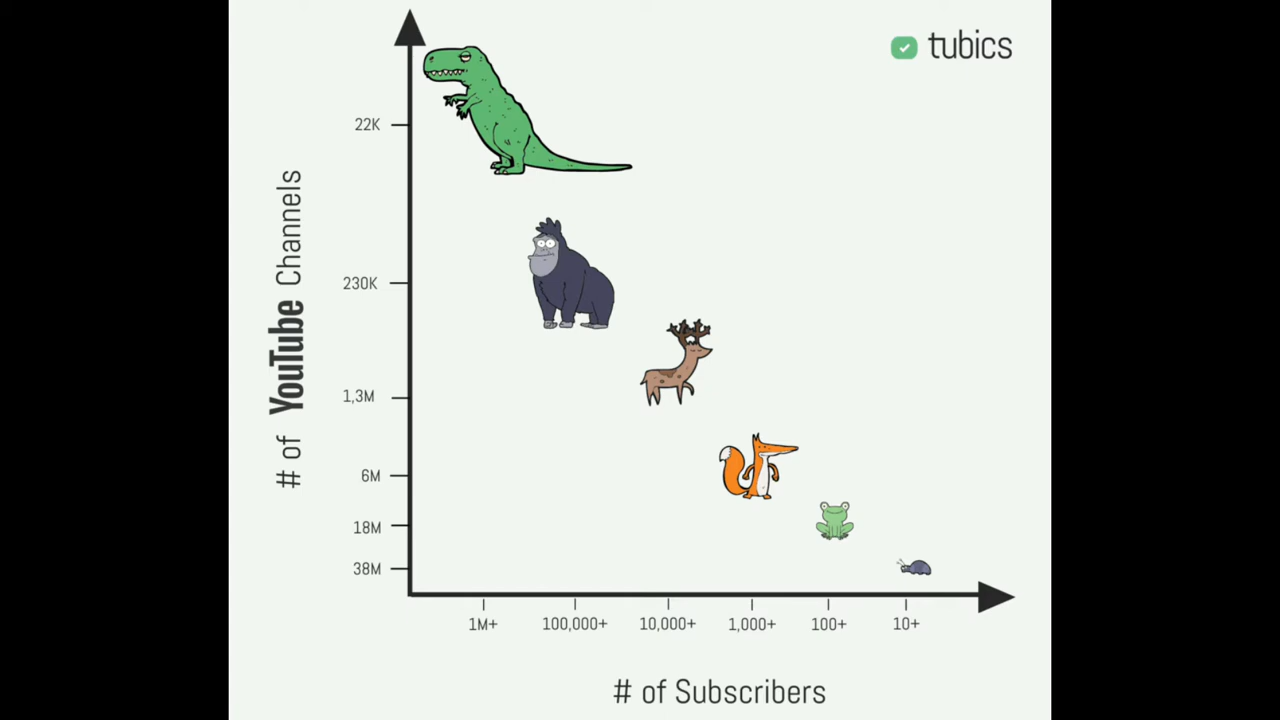 tubics
# of YouTube Channels
22K
230K
1,3M
6M
18M
38M
1M+
100,000+
10,000+
1,000+
100+
10+
# of Subscribers